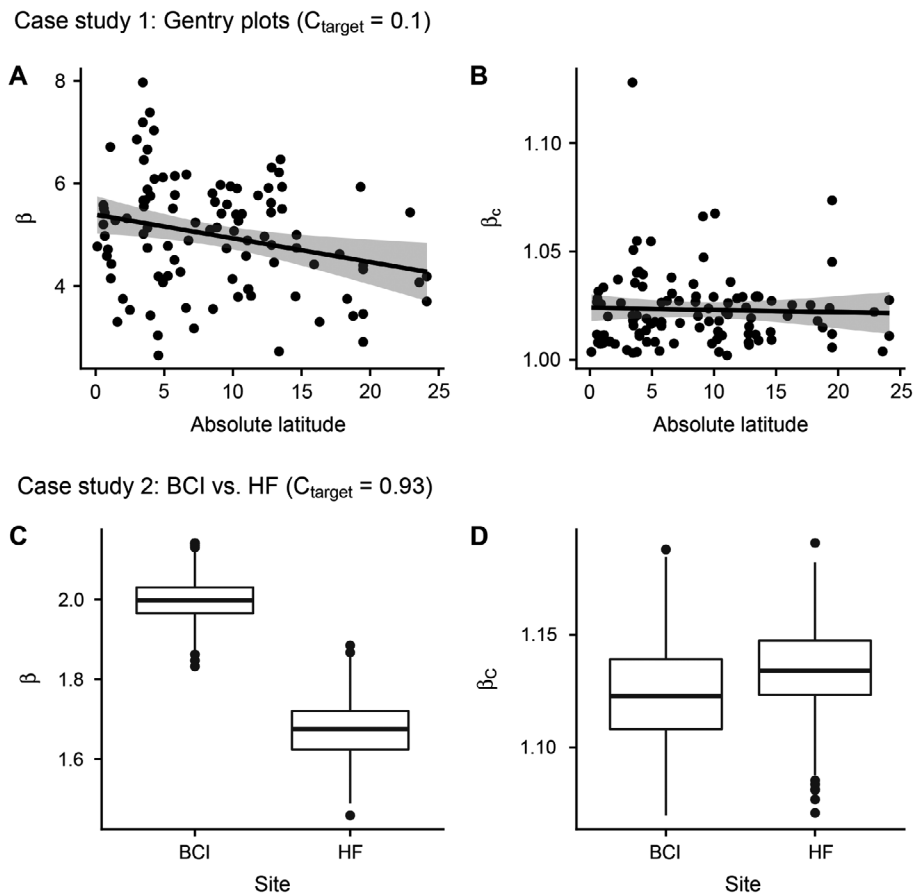 Case study 1: Gentry plots (Ctarget = 0.1)
A
B
8
6
4
β
0 5 10 15 20 25
Absolute latitude
1.10
1.05
1.00
βc
0 5 10 15 20 25
Absolute latitude
Case study 2: BCI vs. HF (Ctarget = 0.93)
C
D
2.0
1.8
1.6
β
BCI HF
Site
1.15
1.10
βC
BCI HF
Site